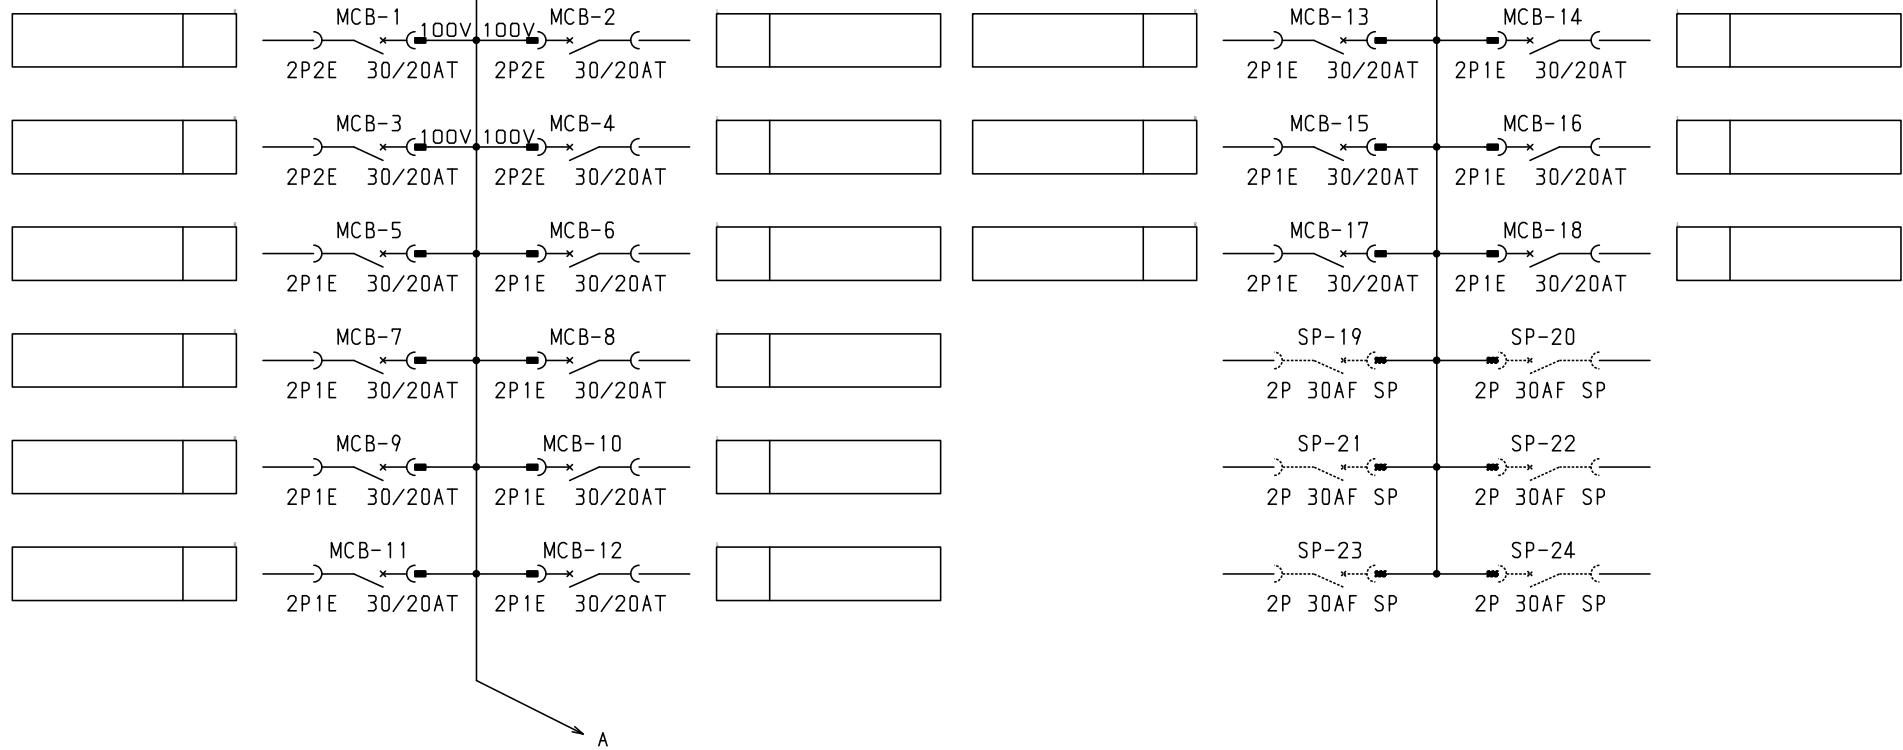 MCB-1 MCB-2 MCB-13 MCB-14
100V 100V
2P2E 30/20AT 2P2E 30/20AT 2P1E 30/20AT 2P1E 30/20AT
MCB-3 MCB-4 MCB-15 MCB-16
100V 100V
2P2E 30/20AT 2P2E 30/20AT 2P1E 30/20AT 2P1E 30/20AT
MCB-5 MCB-6 MCB-17 MCB-18
2P1E 30/20AT 2P1E 30/20AT 2P1E 30/20AT 2P1E 30/20AT
MCB-7 MCB-8 SP-19 SP-20
2P1E 30/20AT 2P1E 30/20AT 2P 30AF SP 2P 30AF SP
MCB-9 MCB-10 SP-21 SP-22
2P1E 30/20AT 2P1E 30/20AT 2P 30AF SP 2P 30AF SP
MCB-11 MCB-12 SP-23 SP-24
2P1E 30/20AT 2P1E 30/20AT 2P 30AF SP 2P 30AF SP
A